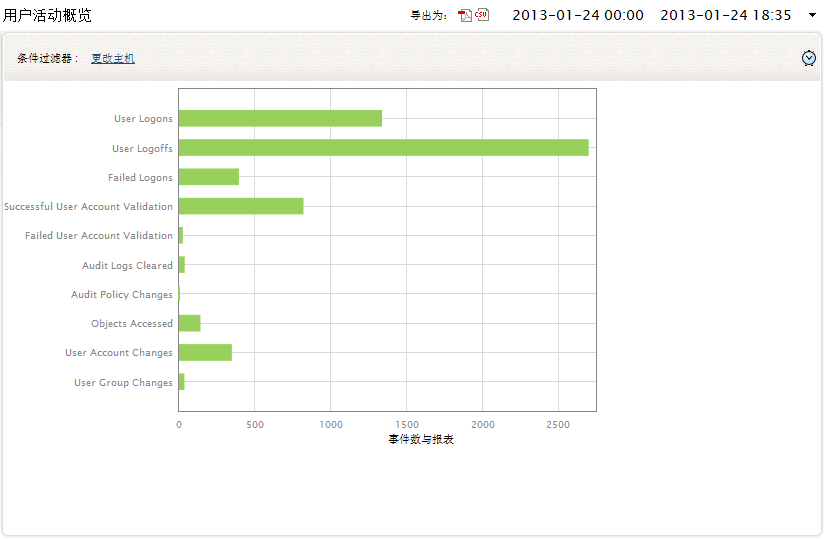 用户活动概览
导出为: CSV 2013-01-24 00:00 2013-01-24 18:35
条件过滤器: 更改主机
User Logons
User Logoffs
Failed Logons
Successful User Account Validation
Failed User Account Validation
Audit Logs Cleared
Audit Policy Changes
Objects Accessed
User Account Changes
User Group Changes
0 500 1000 1500 2000 2500
事件数与报表